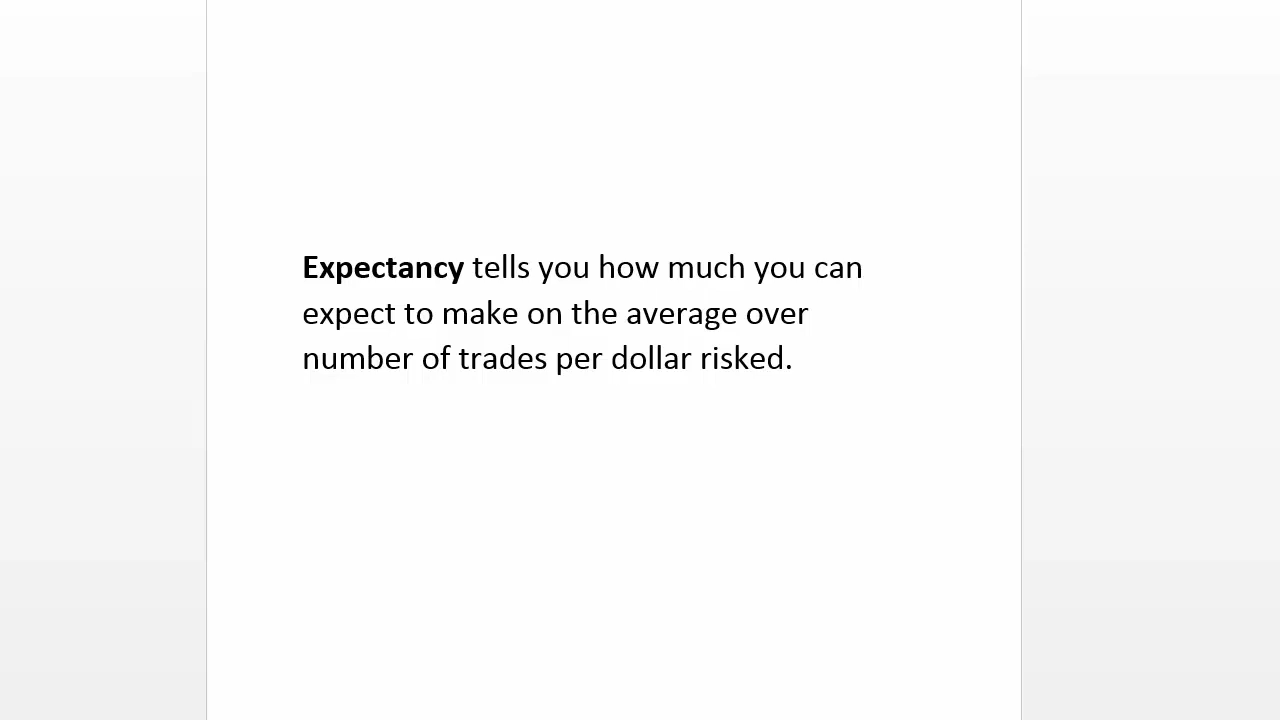 Expectancy tells you how much you can
expect to make on the average over
number of trades per dollar risked.